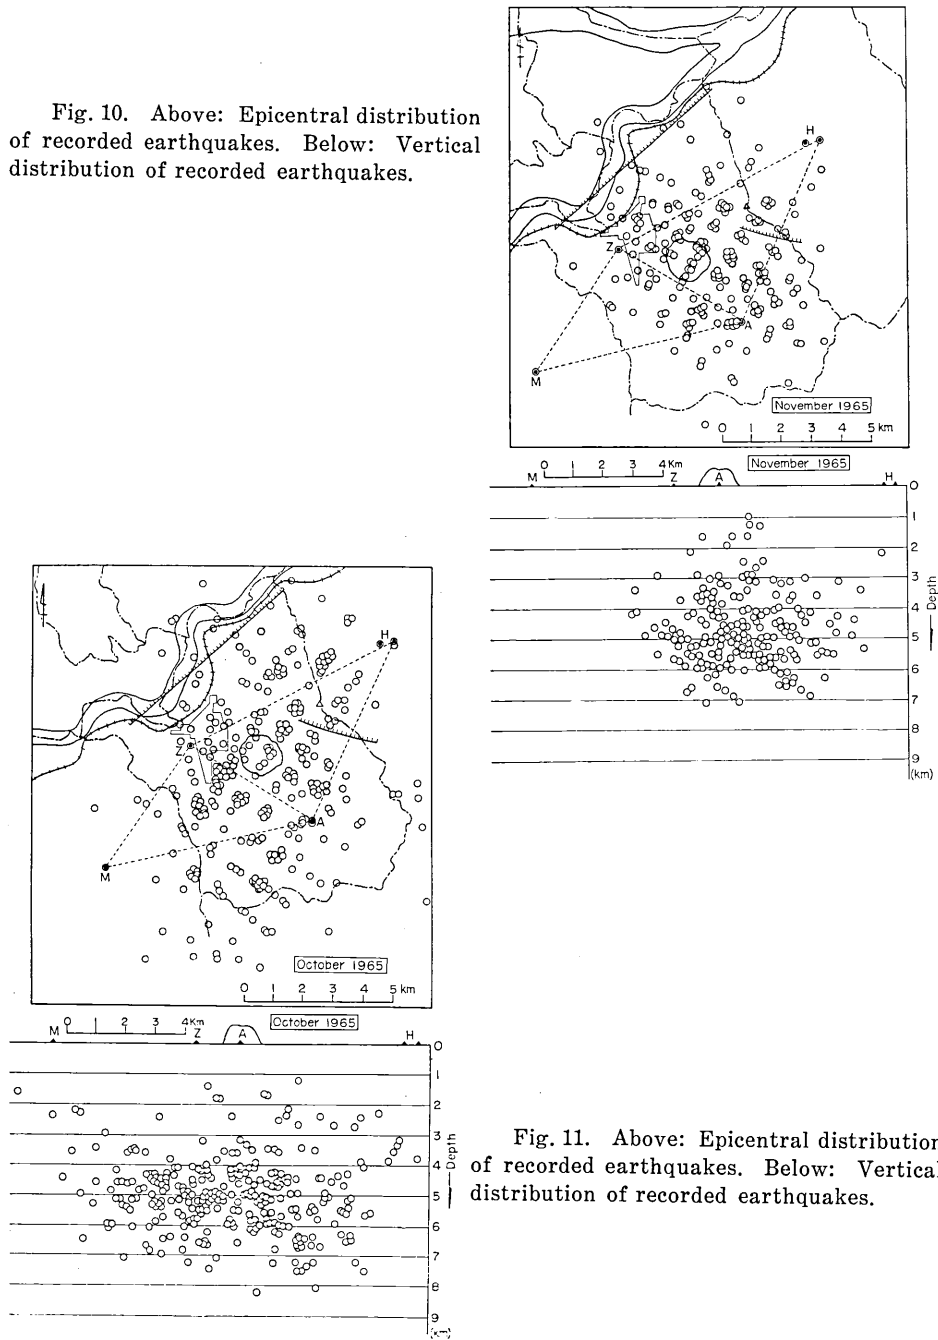 Fig. 10. Above: Epicentral distribution
of recorded earthquakes. Below: Vertical
distribution of recorded earthquakes.
H
Z
A
M
November 1965
0 1 2 3 4 5 km
0 1 2 3 4 Km
November 1965
M Z A H
0
1
2
3
4
5
6
7
8
9
(km)
Depth
H
Z
A
M
October 1965
0 1 2 3 4 5 km
0 1 2 3 4 Km
October 1965
M Z A H
0
1
2
3
4
5
6
7
8
9
(km)
Depth
Fig. 11. Above: Epicentral distribution
of recorded earthquakes. Below: Vertical
distribution of recorded earthquakes.